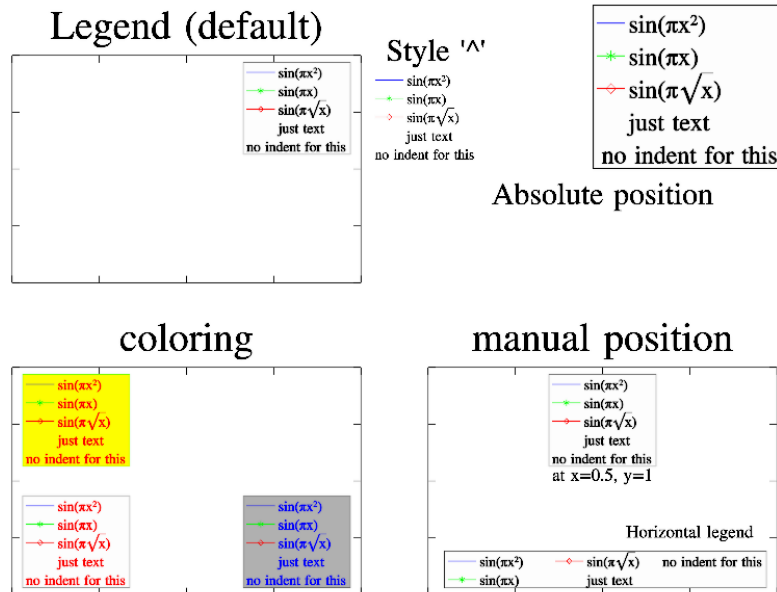 Legend (default)
sin(πx²)
sin(πx)
sin(π√x)
just text
no indent for this
Style '^'
sin(πx²)
sin(πx)
sin(π√x)
just text
no indent for this
sin(πx²)
sin(πx)
sin(π√x)
just text
no indent for this
Absolute position
coloring
sin(πx²)
sin(πx)
sin(π√x)
just text
no indent for this
sin(πx²)
sin(πx)
sin(π√x)
just text
no indent for this
sin(πx²)
sin(πx)
sin(π√x)
just text
no indent for this
manual position
sin(πx²)
sin(πx)
sin(π√x)
just text
no indent for this
at x=0.5, y=1
Horizontal legend
sin(πx²) sin(π√x) no indent for this
sin(πx) just text